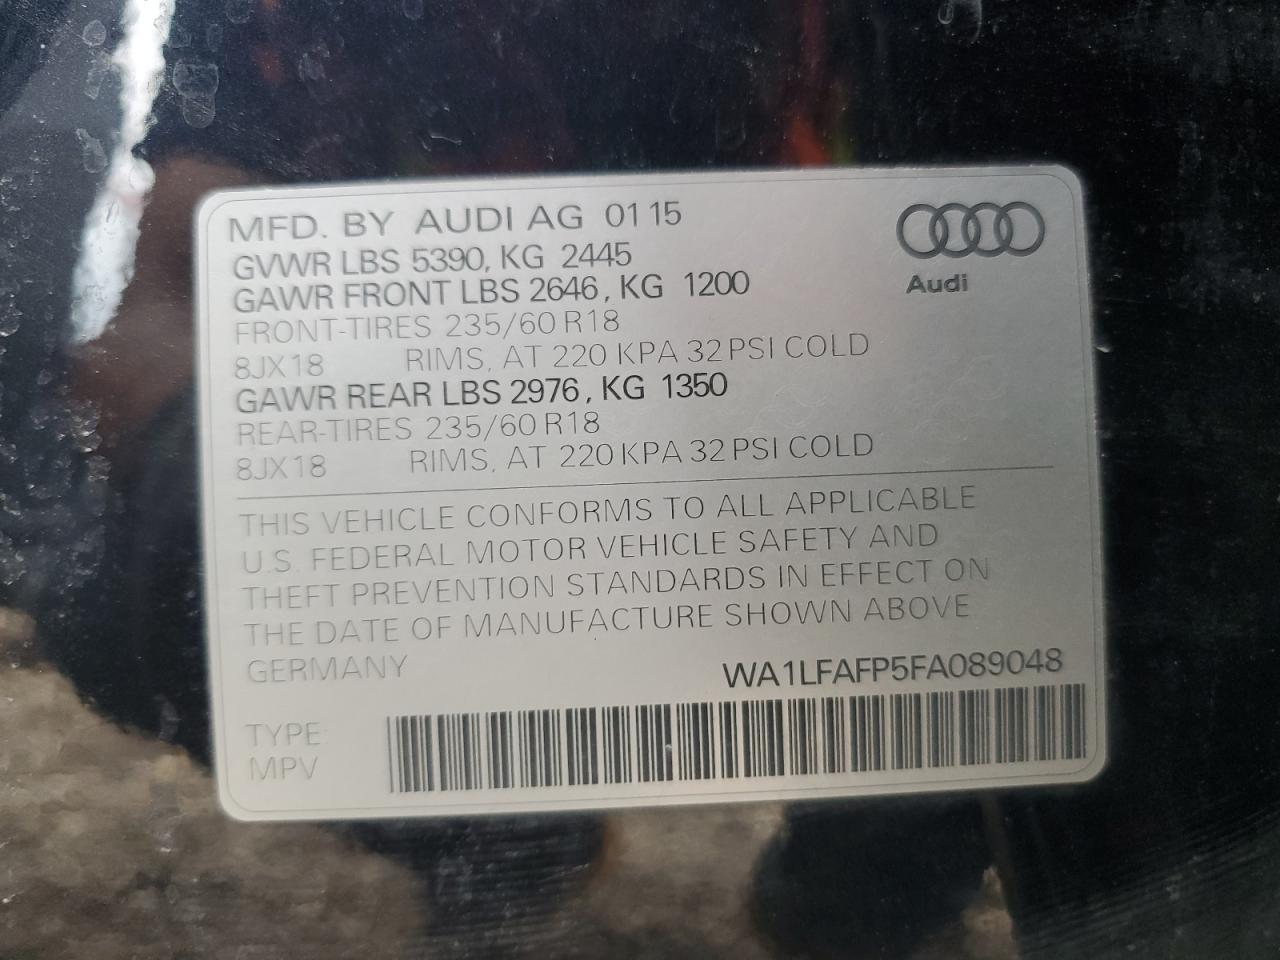 MFD. BY AUDI AG 01 15
GVWR LBS 5390, KG 2445
GAWR FRONT LBS 2646, KG 1200
FRONT-TIRES 235/60 R18
8JX18 RIMS, AT 220 KPA 32 PSI COLD
GAWR REAR LBS 2976, KG 1350
REAR-TIRES 235/60 R18
8JX18 RIMS, AT 220 KPA 32 PSI COLD
Audi
THIS VEHICLE CONFORMS TO ALL APPLICABLE
U.S. FEDERAL MOTOR VEHICLE SAFETY AND
THEFT PREVENTION STANDARDS IN EFFECT ON
THE DATE OF MANUFACTURE SHOWN ABOVE
GERMANY WA1LFAFP5FA089048
TYPE
MPV